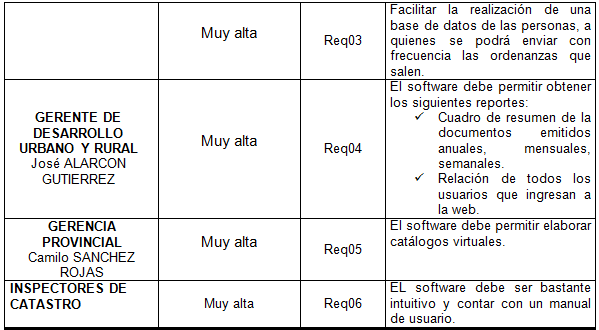 Muy alta
Req03
Facilitar la realización de una
base de datos de las personas, a
quienes se podrá enviar con
frecuencia las ordenanzas que
salen.
GERENTE DE
DESARROLLO
URBANO Y RURAL
José ALARCON
GUTIERREZ
Muy alta
Req04
El software debe permitir obtener
los siguientes reportes:
✓ Cuadro de resumen de la
documentos emitidos
anuales, mensuales,
semanales.
✓ Relación de todos los
usuarios que ingresan a
la web.
GERENCIA
PROVINCIAL
Camilo SANCHEZ
ROJAS
Muy alta
Req05
El software debe permitir elaborar
catálogos virtuales.
INSPECTORES DE
CATASTRO
Muy alta
Req06
EL software debe ser bastante
intuitivo y contar con un manual
de usuario.